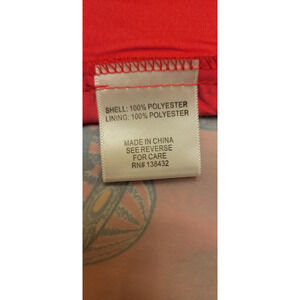 SHELL: 100% POLYESTER
LINING: 100% POLYESTER
MADE IN CHINA
SEE REVERSE
FOR CARE
RN# 136432